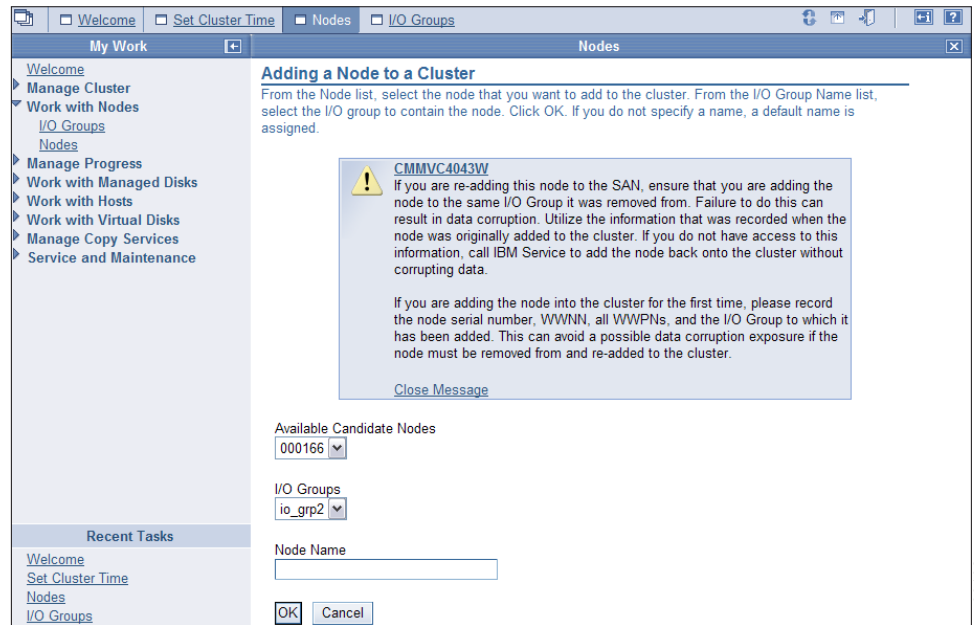 Welcome
Set Cluster Time
Nodes
I/O Groups
My Work
Nodes
Welcome
Manage Cluster
Work with Nodes
I/O Groups
Nodes
Manage Progress
Work with Managed Disks
Work with Hosts
Work with Virtual Disks
Manage Copy Services
Service and Maintenance
Recent Tasks
Welcome
Set Cluster Time
Nodes
I/O Groups
Adding a Node to a Cluster
From the Node list, select the node that you want to add to the cluster. From the I/O Group Name list,
select the I/O group to contain the node. Click OK. If you do not specify a name, a default name is
assigned.
CMMVC4043W
If you are re-adding this node to the SAN, ensure that you are adding the
node to the same I/O Group it was removed from. Failure to do this can
result in data corruption. Utilize the information that was recorded when the
node was originally added to the cluster. If you do not have access to this
information, call IBM Service to add the node back onto the cluster without
corrupting data.
If you are adding the node into the cluster for the first time, please record
the node serial number, WWNN, all WWPNs, and the I/O Group to which it
has been added. This can avoid a possible data corruption exposure if the
node must be removed from and re-added to the cluster.
Close Message
Available Candidate Nodes
000166
I/O Groups
io_grp2
Node Name
OK
Cancel